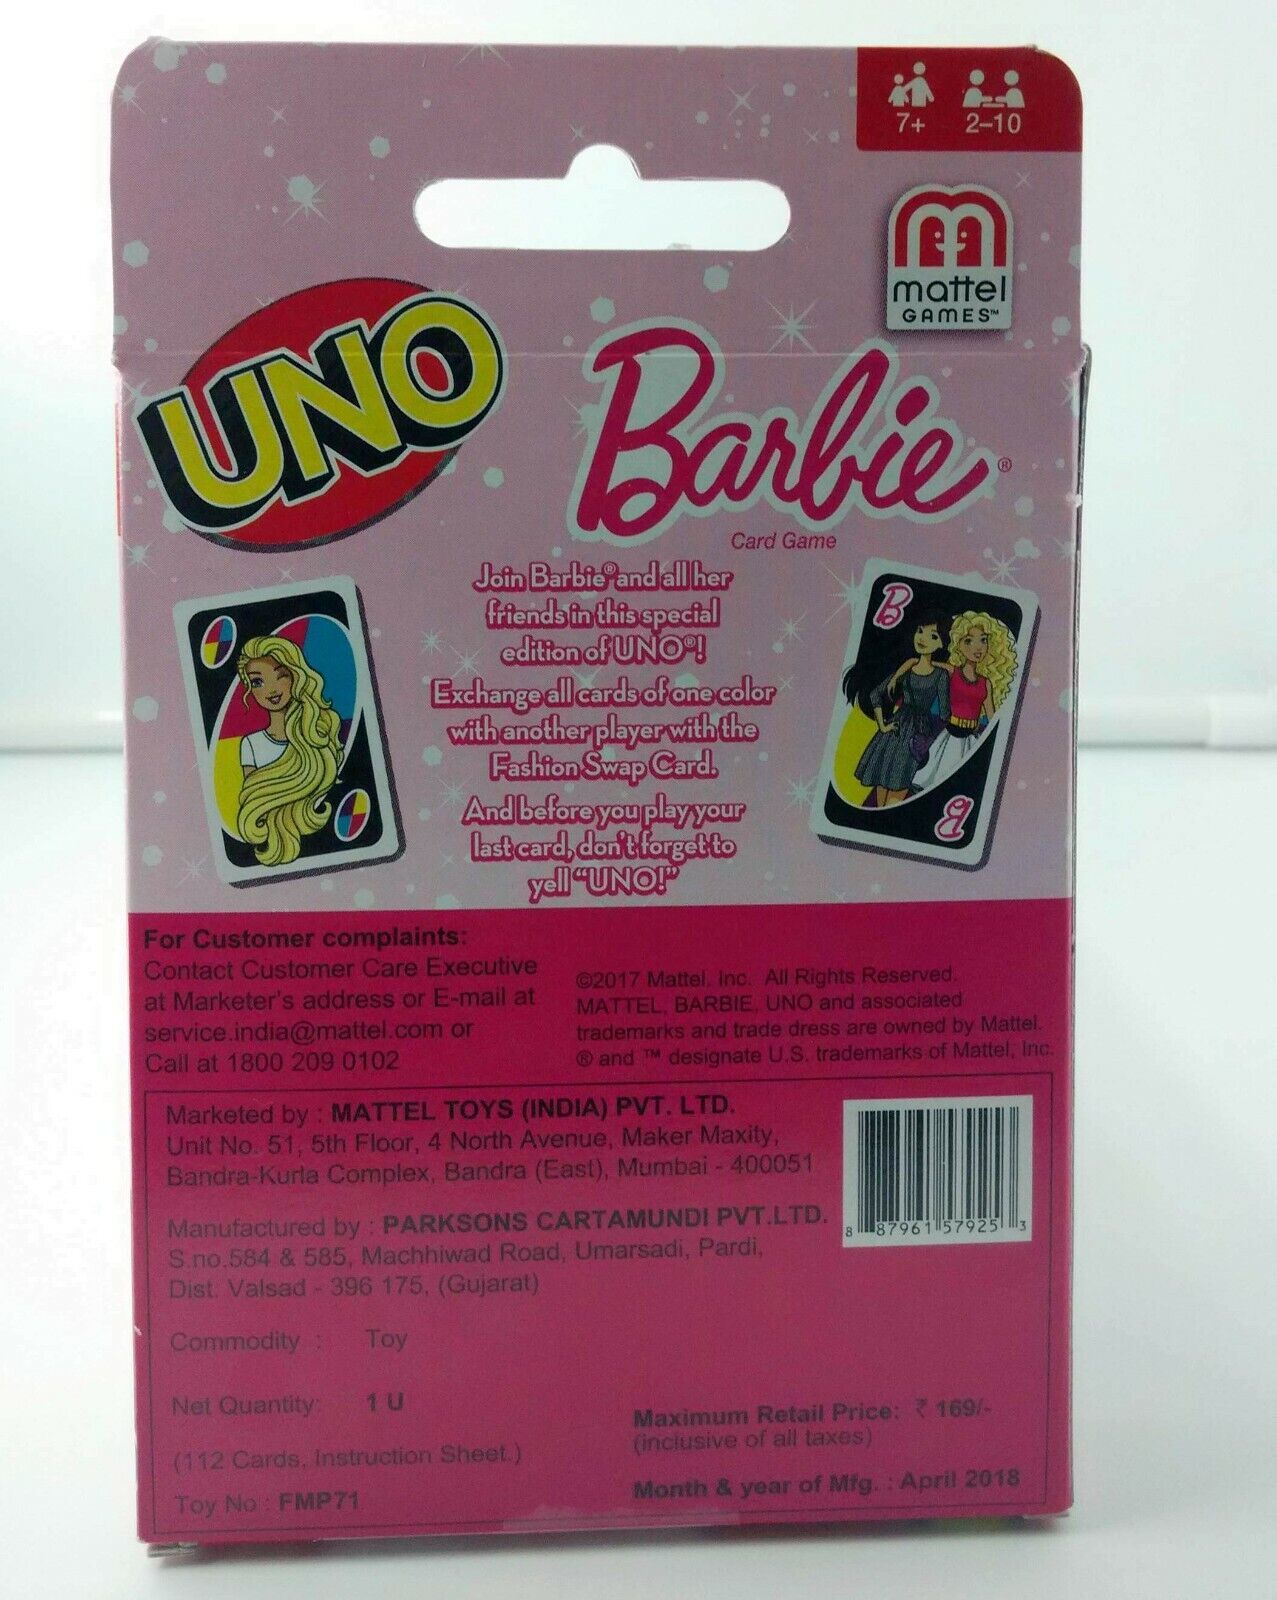 7+ 2–10
mattel
GAMES™
UNO
Barbie®
Card Game
Join Barbie® and all her
friends in this special
edition of UNO®!
Exchange all cards of one color
with another player with the
Fashion Swap Card.
And before you play your
last card, don't forget to
yell “UNO!”
B
B
For Customer complaints:
Contact Customer Care Executive
at Marketer's address or E-mail at
service.india@mattel.com or
Call at 1800 209 0102
©2017 Mattel. Inc. All Rights Reserved.
MATTEL, BARBIE, UNO and associated
trademarks and trade dress are owned by Mattel.
® and ™ designate U.S. trademarks of Mattel, Inc.
Marketed by : MATTEL TOYS (INDIA) PVT. LTD.
Unit No. 51, 5th Floor, 4 North Avenue, Maker Maxity,
Bandra-Kurla Complex, Bandra (East), Mumbai - 400051
Manufactured by : PARKSONS CARTAMUNDI PVT.LTD.
S.no.584 & 585, Machhiwad Road, Umarsadi, Pardi,
Dist. Valsad - 396 175, (Gujarat)
8 87961 57925 3
Commodity : Toy
Net Quantity: 1 U
(112 Cards, Instruction Sheet.)
Toy No : FMP71
Maximum Retail Price: ₹ 169/-
(inclusive of all taxes)
Month & year of Mfg. : April 2018